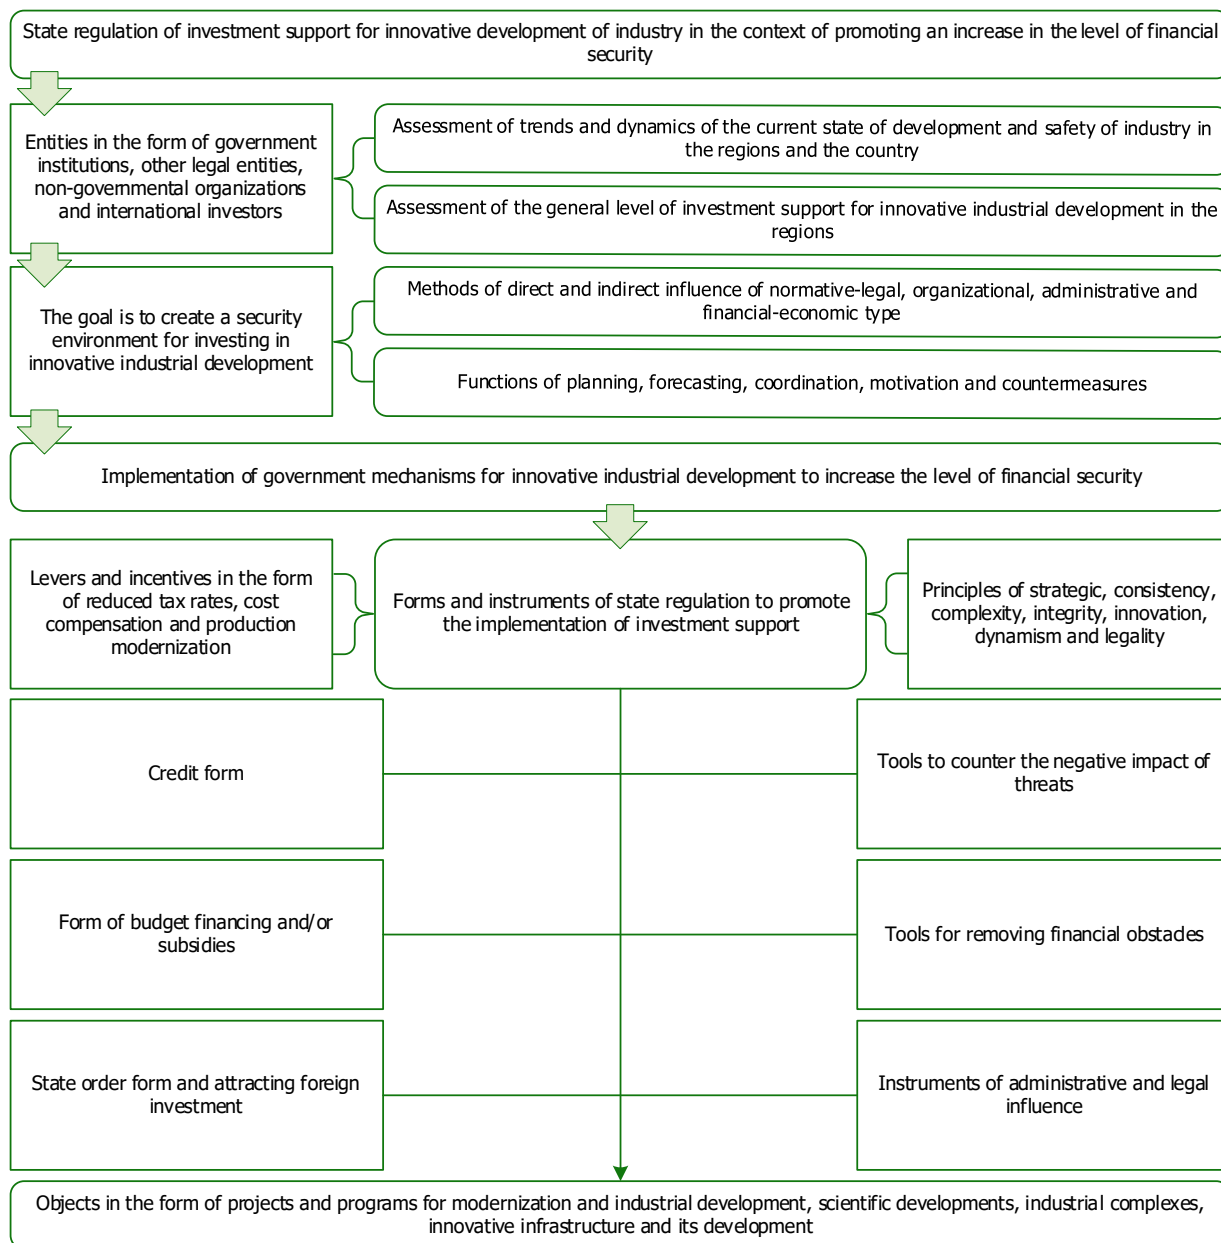 State regulation of investment support for innovative development of industry in the context of promoting an increase in the level of financial
security
Entities in the form of government
institutions, other legal entities,
non-governmental organizations
and international investors
Assessment of trends and dynamics of the current state of development and safety of industry in
the regions and the country
Assessment of the general level of investment support for innovative industrial development in the
regions
The goal is to create a security
environment for investing in
innovative industrial development
Methods of direct and indirect influence of normative-legal, organizational, administrative and
financial-economic type
Functions of planning, forecasting, coordination, motivation and countermeasures
Implementation of government mechanisms for innovative industrial development to increase the level of financial security
Levers and incentives in the form
of reduced tax rates, cost
compensation and production
modernization
Forms and instruments of state regulation to promote
the implementation of investment support
Principles of strategic, consistency,
complexity, integrity, innovation,
dynamism and legality
Credit form
Tools to counter the negative impact of
threats
Form of budget financing and/or
subsidies
Tools for removing financial obstacles
State order form and attracting foreign
investment
Instruments of administrative and legal
influence
Objects in the form of projects and programs for modernization and industrial development, scientific developments, industrial complexes,
innovative infrastructure and its development